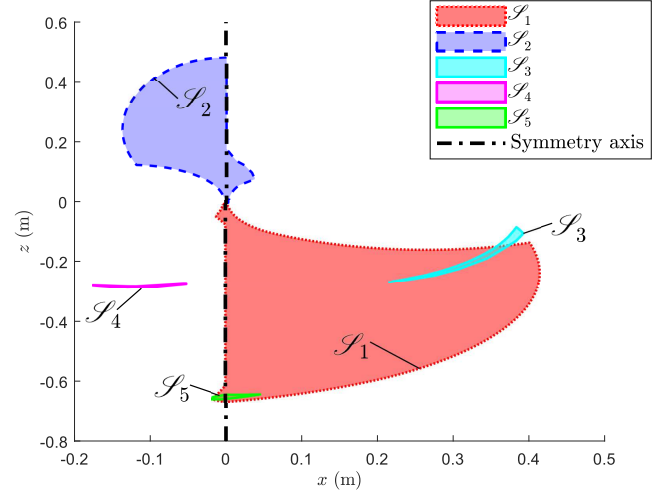 0.6
0.4
0.2
0
-0.2
-0.4
-0.6
-0.8
z (m)
-0.2
-0.1
0
0.1
0.2
0.3
0.4
0.5
x (m)
𝒮₁
𝒮₂
𝒮₃
𝒮₄
𝒮₅
Symmetry axis
𝒮₂
𝒮₃
𝒮₄
𝒮₁
𝒮₅